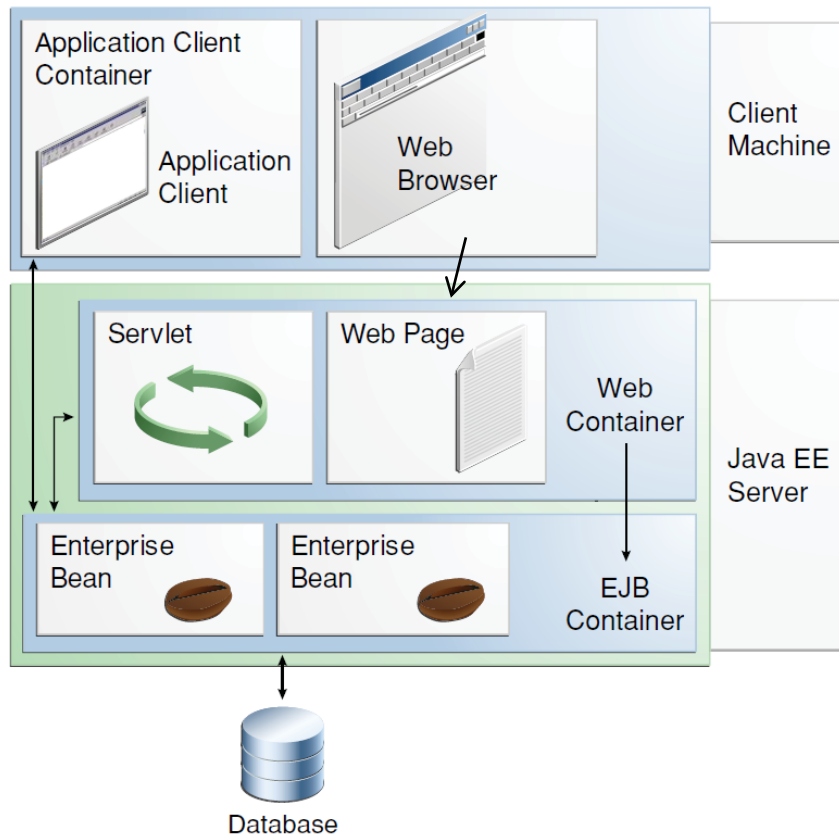 Application Client
Container
Application
Client
Web
Browser
Client
Machine
Servlet
Web Page
Web
Container
Java EE
Server
Enterprise
Bean
Enterprise
Bean
EJB
Container
Database